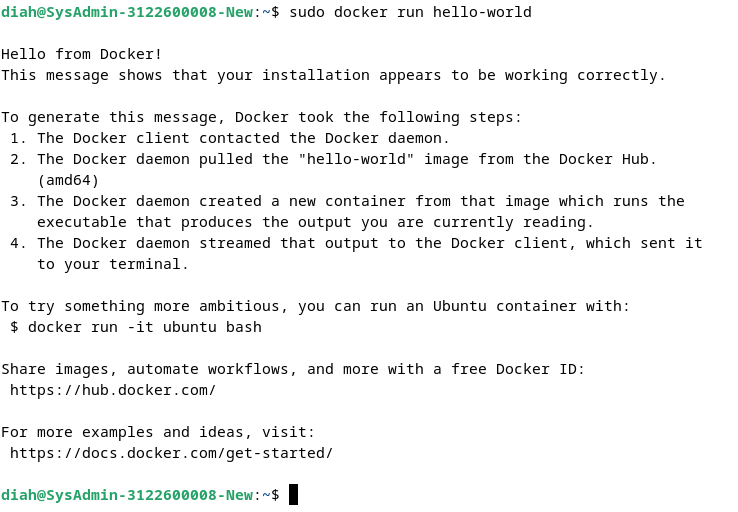 diah@SysAdmin-3122600008-New:~$ sudo docker run hello-world

Hello from Docker!
This message shows that your installation appears to be working correctly.

To generate this message, Docker took the following steps:
 1. The Docker client contacted the Docker daemon.
 2. The Docker daemon pulled the "hello-world" image from the Docker Hub.
    (amd64)
 3. The Docker daemon created a new container from that image which runs the
    executable that produces the output you are currently reading.
 4. The Docker daemon streamed that output to the Docker client, which sent it
    to your terminal.

To try something more ambitious, you can run an Ubuntu container with:
 $ docker run -it ubuntu bash

Share images, automate workflows, and more with a free Docker ID:
 https://hub.docker.com/

For more examples and ideas, visit:
 https://docs.docker.com/get-started/

diah@SysAdmin-3122600008-New:~$